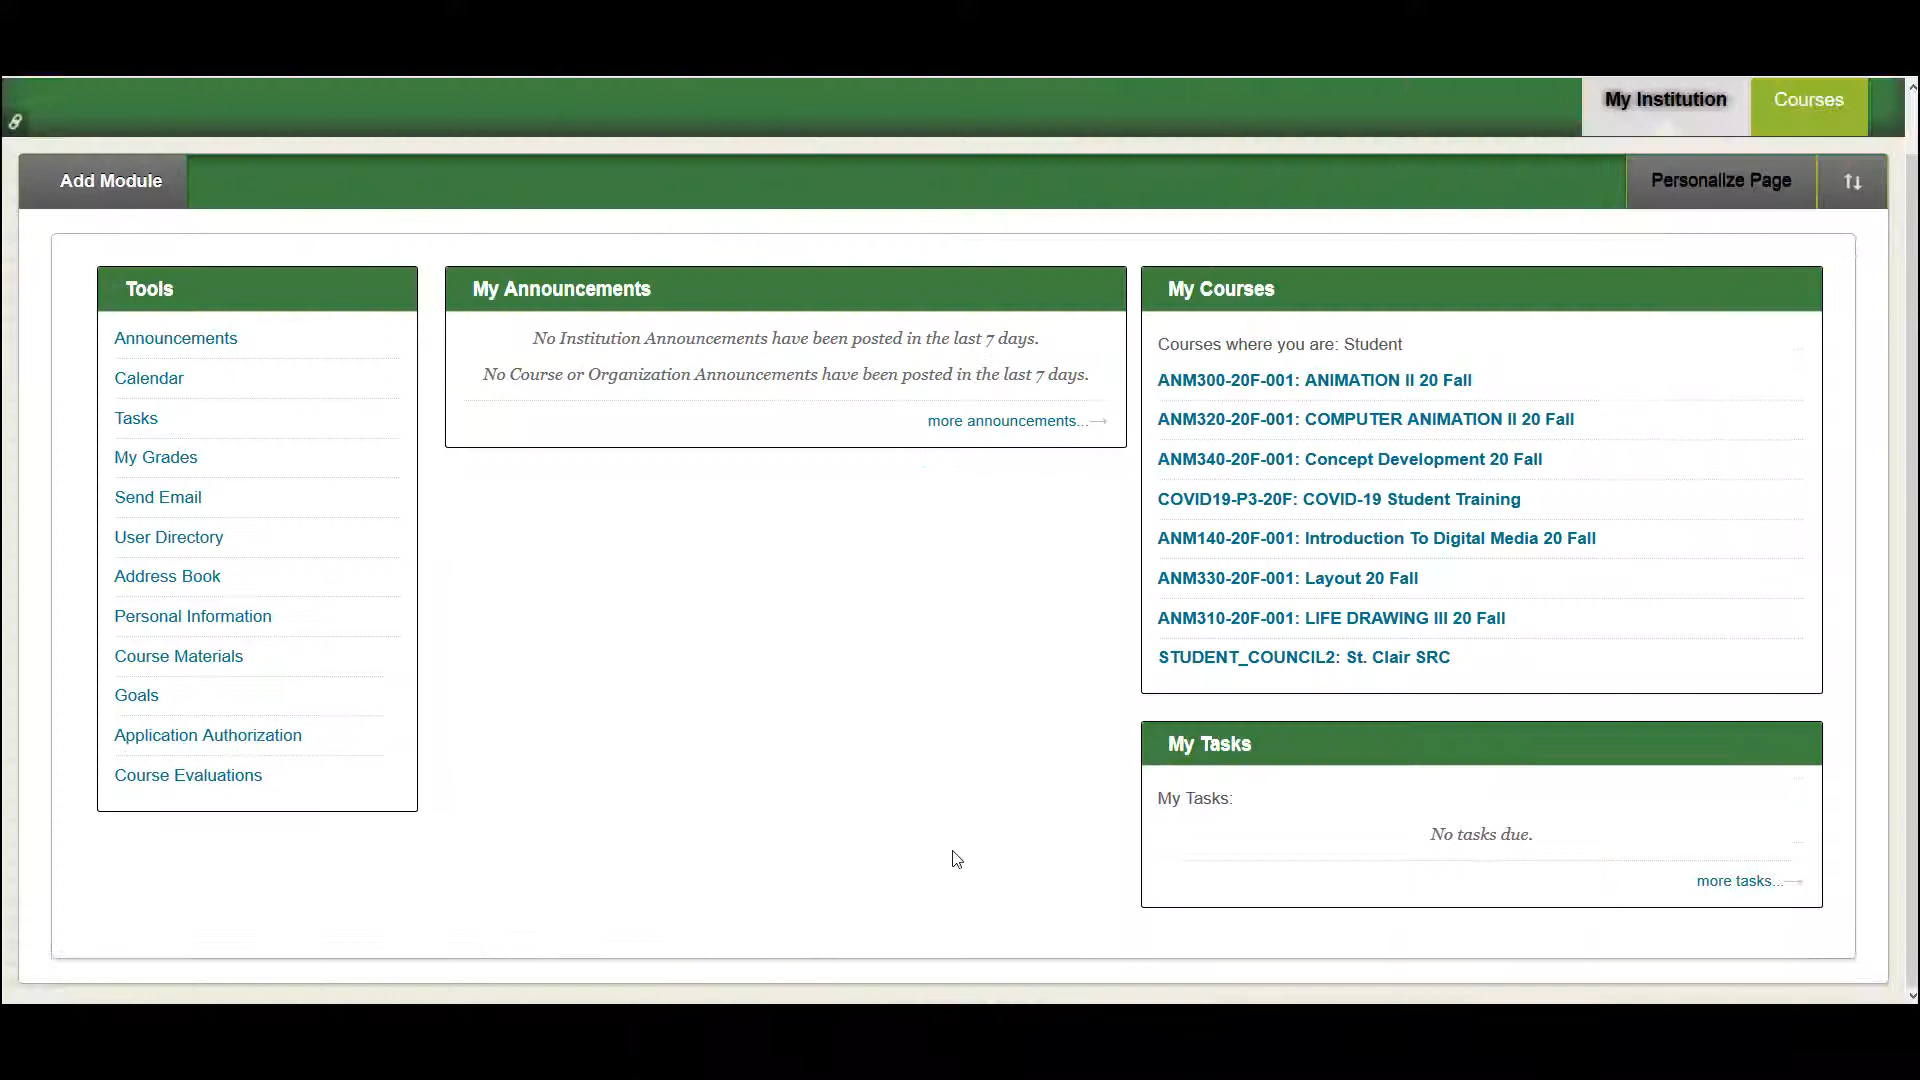 My Institution
Courses
Add Module
Personalize Page
Tools
Announcements
Calendar
Tasks
My Grades
Send Email
User Directory
Address Book
Personal Information
Course Materials
Goals
Application Authorization
Course Evaluations
My Announcements
No Institution Announcements have been posted in the last 7 days.
No Course or Organization Announcements have been posted in the last 7 days.
more announcements...
My Courses
Courses where you are: Student
ANM300-20F-001: ANIMATION II 20 Fall
ANM320-20F-001: COMPUTER ANIMATION II 20 Fall
ANM340-20F-001: Concept Development 20 Fall
COVID19-P3-20F: COVID-19 Student Training
ANM140-20F-001: Introduction To Digital Media 20 Fall
ANM330-20F-001: Layout 20 Fall
ANM310-20F-001: LIFE DRAWING III 20 Fall
STUDENT_COUNCIL2: St. Clair SRC
My Tasks
My Tasks:
No tasks due.
more tasks...